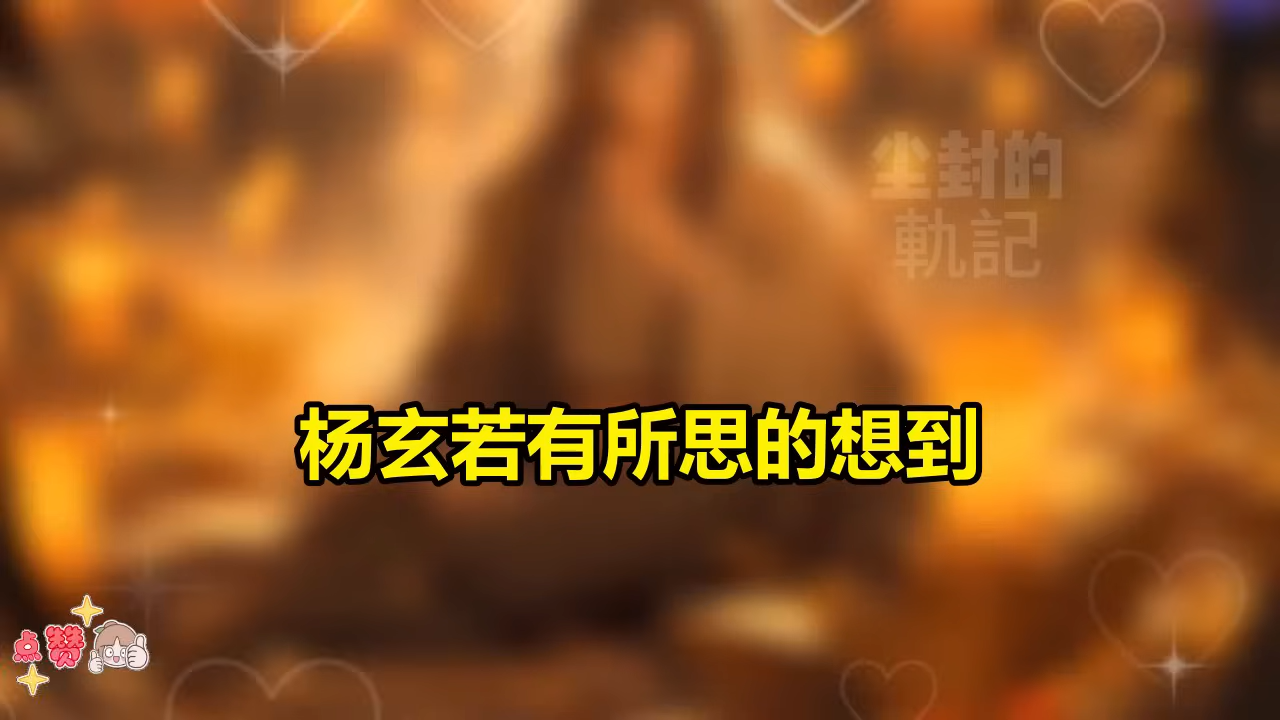 尘封的
軌記
杨玄若有所思的想到
点赞